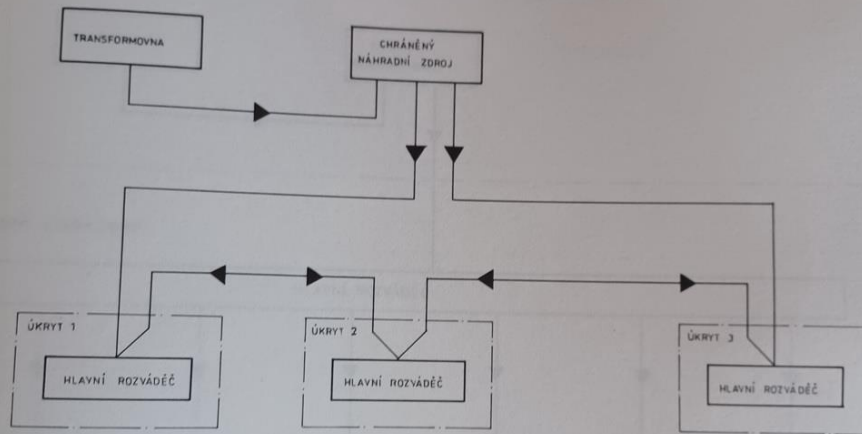 TRANSFORMOVNA
CHRÁNĚNÝ
NÁHRADNÍ ZDROJ
ÚKRYT 1
HLAVNÍ ROZVÁDĚČ
ÚKRYT 2
HLAVNÍ ROZVÁDĚČ
ÚKRYT 3
HLAVNÍ ROZVÁDĚČ